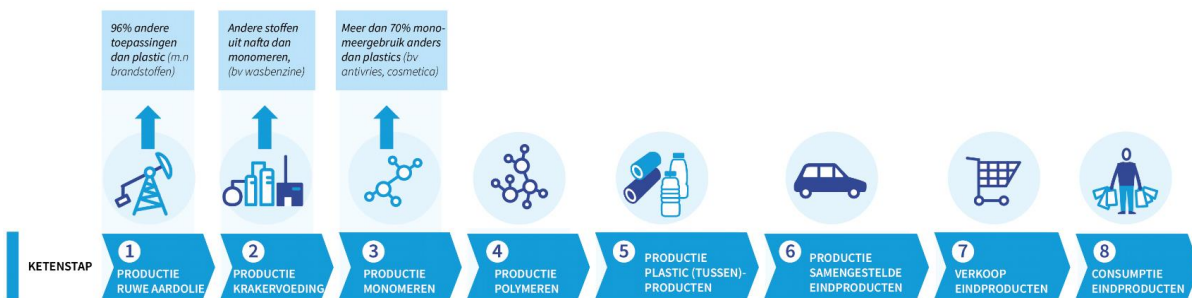 96% andere
toepassingen
dan plastic (m.n
brandstoffen)
Andere stoffen
uit nafta dan
monomeren,
(bv wasbenzine)
Meer dan 70% mono-
meergebruik anders
dan plastics (bv
antivries, cosmetica)
KETENSTAP
1
PRODUCTIE
RUWE AARDOLIE
2
PRODUCTIE
KRAKERVOEDING
3
PRODUCTIE
MONOMEREN
4
PRODUCTIE
POLYMEREN
5
PRODUCTIE
PLASTIC (TUSSEN)-
PRODUCTEN
6
PRODUCTIE
SAMENGESTELDE
EINDPRODUCTEN
7
VERKOOP
EINDPRODUCTEN
8
CONSUMPTIE
EINDPRODUCTEN